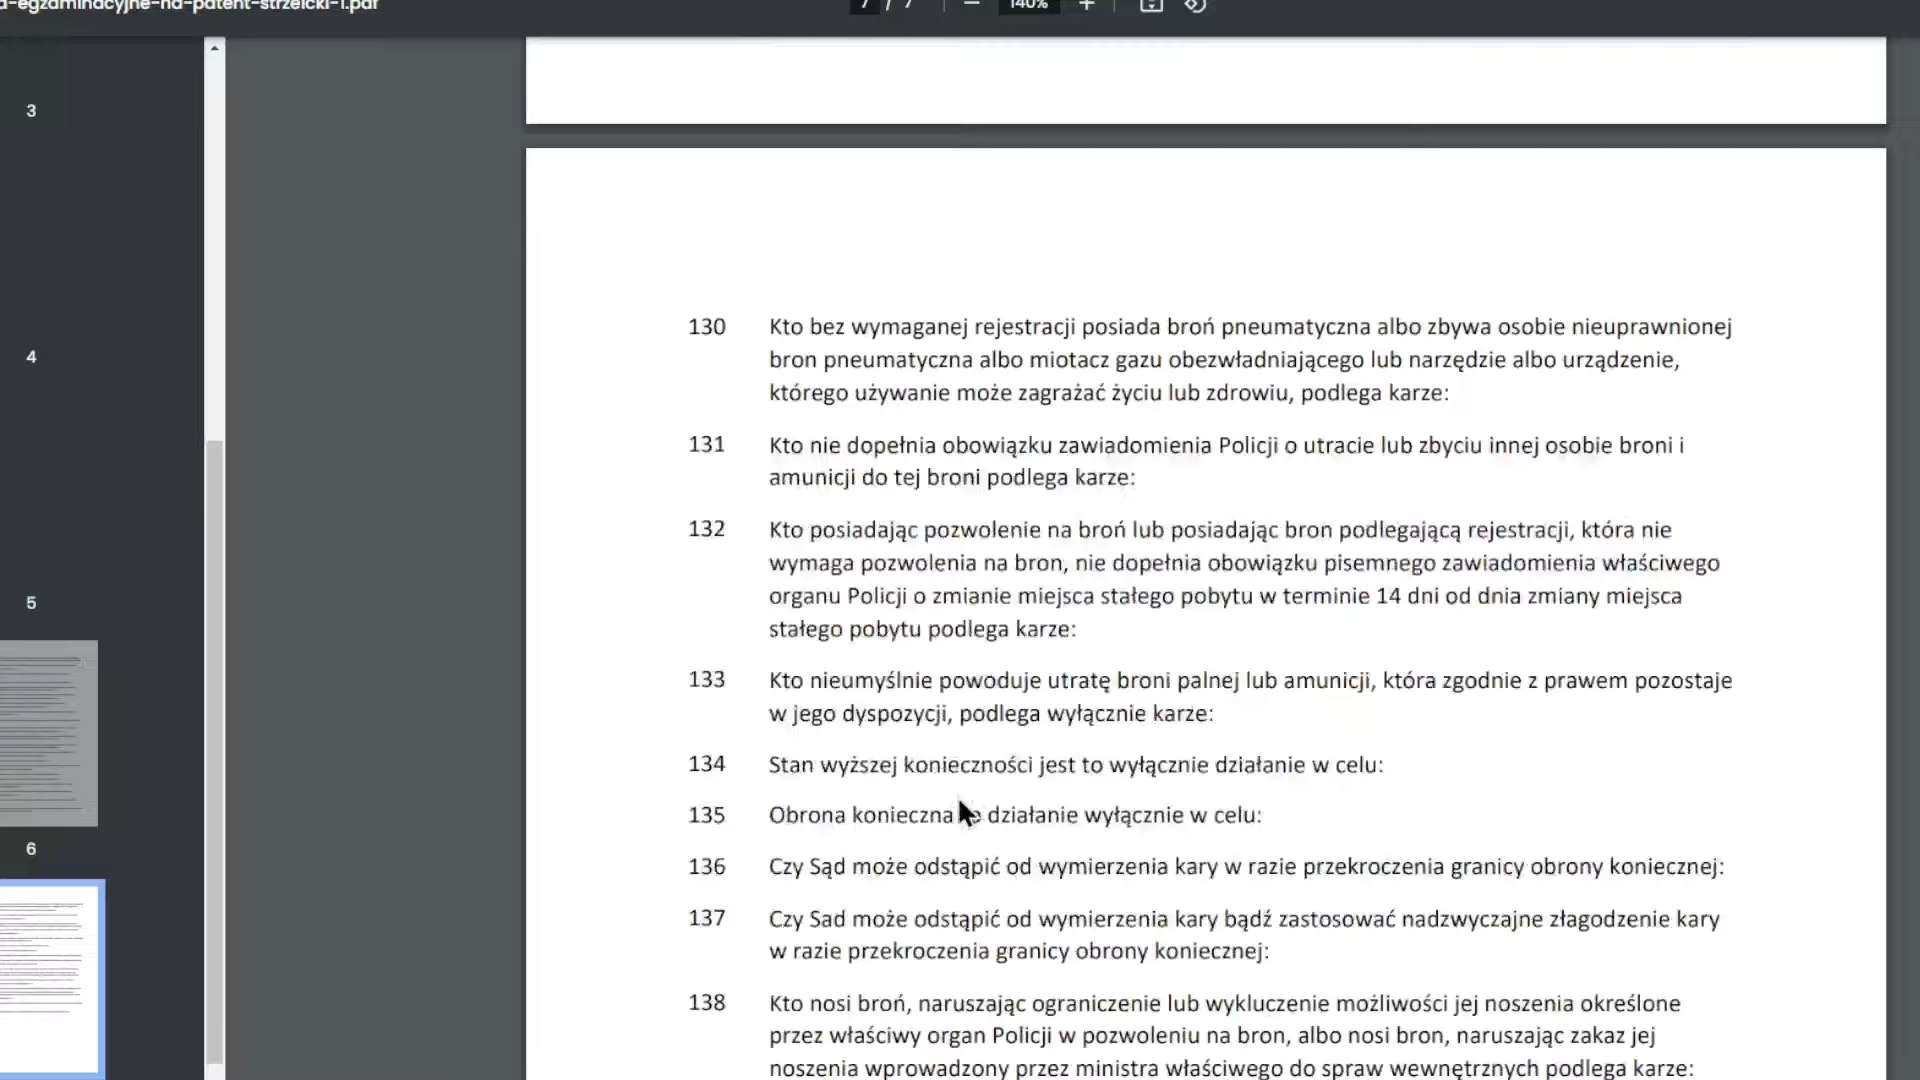 a-egzaminacyjne-na-patent-strzelcki-1.pdf
7 / 7
140%
3
4
5
6
130 Kto bez wymaganej rejestracji posiada broń pneumatyczna albo zbywa osobie nieuprawnionej
bron pneumatyczna albo miotacz gazu obezwładniającego lub narzędzie albo urządzenie,
którego używanie może zagrażać życiu lub zdrowiu, podlega karze:
131 Kto nie dopełnia obowiązku zawiadomienia Policji o utracie lub zbyciu innej osobie broni i
amunicji do tej broni podlega karze:
132 Kto posiadając pozwolenie na broń lub posiadając bron podlegającą rejestracji, która nie
wymaga pozwolenia na bron, nie dopełnia obowiązku pisemnego zawiadomienia właściwego
organu Policji o zmianie miejsca stałego pobytu w terminie 14 dni od dnia zmiany miejsca
stałego pobytu podlega karze:
133 Kto nieumyślnie powoduje utratę broni palnej lub amunicji, która zgodnie z prawem pozostaje
w jego dyspozycji, podlega wyłącznie karze:
134 Stan wyższej konieczności jest to wyłącznie działanie w celu:
135 Obrona konieczna działanie wyłącznie w celu:
136 Czy Sąd może odstąpić od wymierzenia kary w razie przekroczenia granicy obrony koniecznej:
137 Czy Sad może odstąpić od wymierzenia kary bądź zastosować nadzwyczajne złagodzenie kary
w razie przekroczenia granicy obrony koniecznej:
138 Kto nosi broń, naruszając ograniczenie lub wykluczenie możliwości jej noszenia określone
przez właściwy organ Policji w pozwoleniu na bron, albo nosi bron, naruszając zakaz jej
noszenia wprowadzony przez ministra właściwego do spraw wewnętrznych podlega karze: